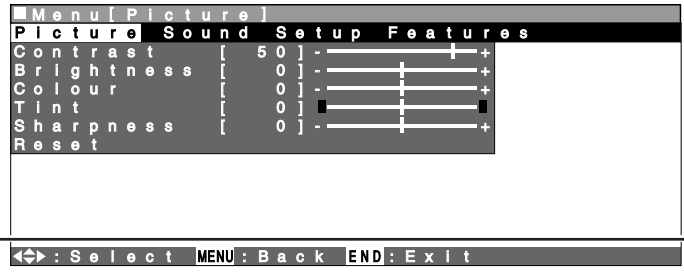 Menu[Picture]
Picture Sound Setup Features
Contrast [ 50] - +
Brightness [ 0] - +
Colour [ 0] - +
Tint [ 0]
Sharpness [ 0] - +
Reset
:Select MENU:Back END:Exit